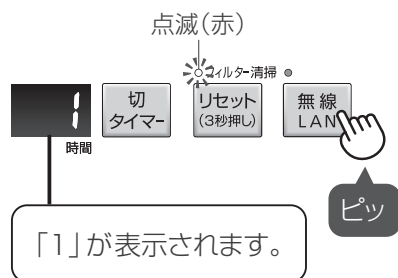 点滅（赤）
フィルター清掃
1
時間
切
タイマー
リセット
(3秒押し)
無線
LAN
ピッ
「1」が表示されます。